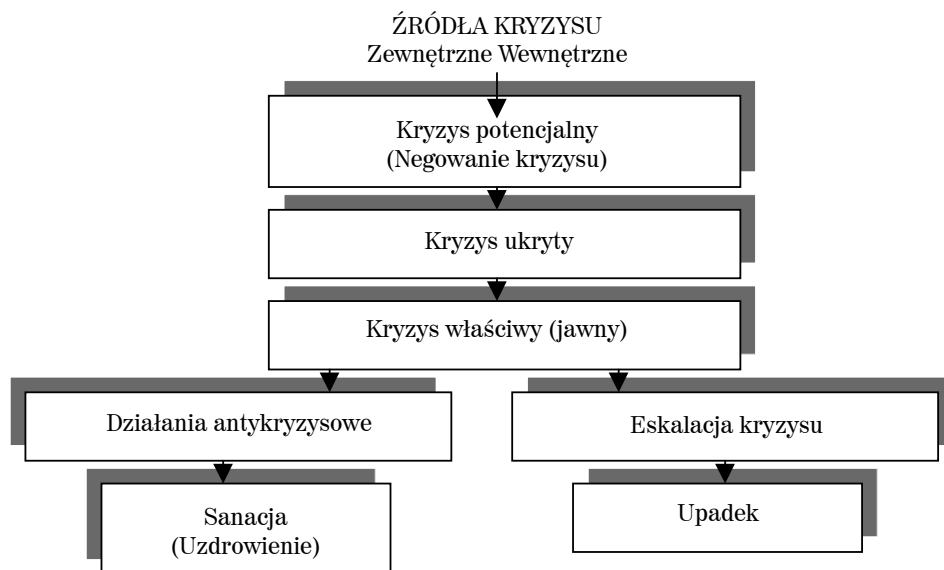 ŹRÓDŁA KRYZYSU
Zewnętrzne Wewnętrzne
Kryzys potencjalny
(Negowanie kryzysu)
Kryzys ukryty
Kryzys właściwy (jawny)
Działania antykryzysowe
Eskalacja kryzysu
Sanacja
(Uzdrowienie)
Upadek